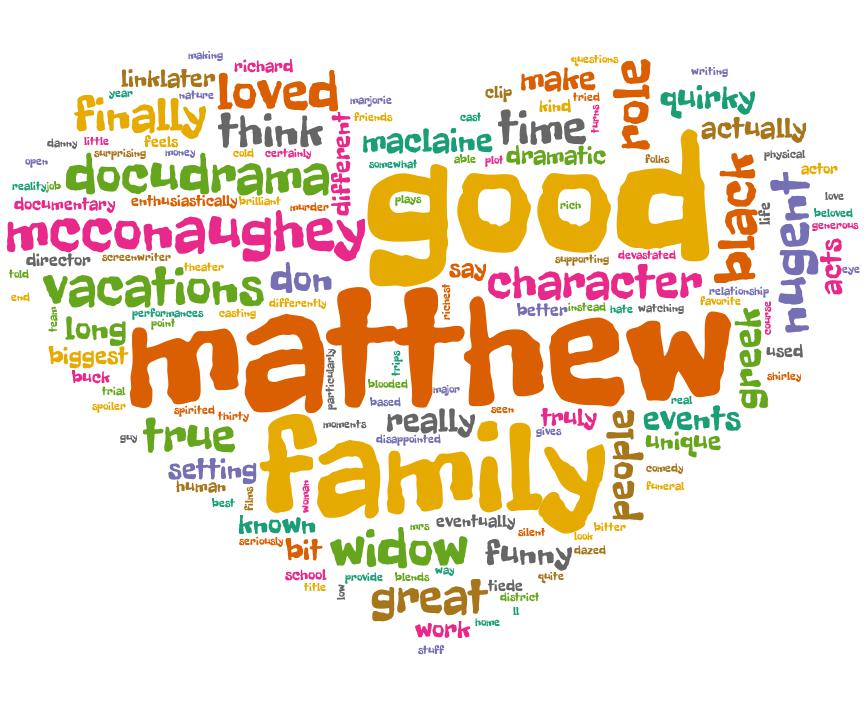 making
richard
questions
linklater
loved
make
role
writing
year
nature
marjorie
clip
kind
tried
turns
quirky
finally
think
friends
cast
time
actually
danny
little
feels
different
maclaine
surprising
money
cold
certainly
somewhat
able
plot
dramatic
folks
physical
open
docudrama
good
black
actor
realityjob
documentary
enthusiastically
brilliant
murder
plays
rich
life
nugent
love
beloved
generous
mcconaughey
acts
director
screenwriter
theater
supporting
devastated
eye
told
vacations
don
say
character
relationship
end
differently
richest
favorite
team
long
performances
casting
better
instead
hate
watching
course
point
matthew
greek
biggest
particularly
trips
used
buck
blooded
major
shirley
trial
based
real
spoiler
spirited
thirty
moments
really
seen
truly
people
events
guy
true
disappointed
gives
unique
family
setting
comedy
human
films
woman
funeral
best
known
mrs
eventually
silent
bitter
look
seriously
bit
widow
funny
dazed
school
provide
blends
way
quite
title
low
great
tiede
district
ll
work
home
stuff